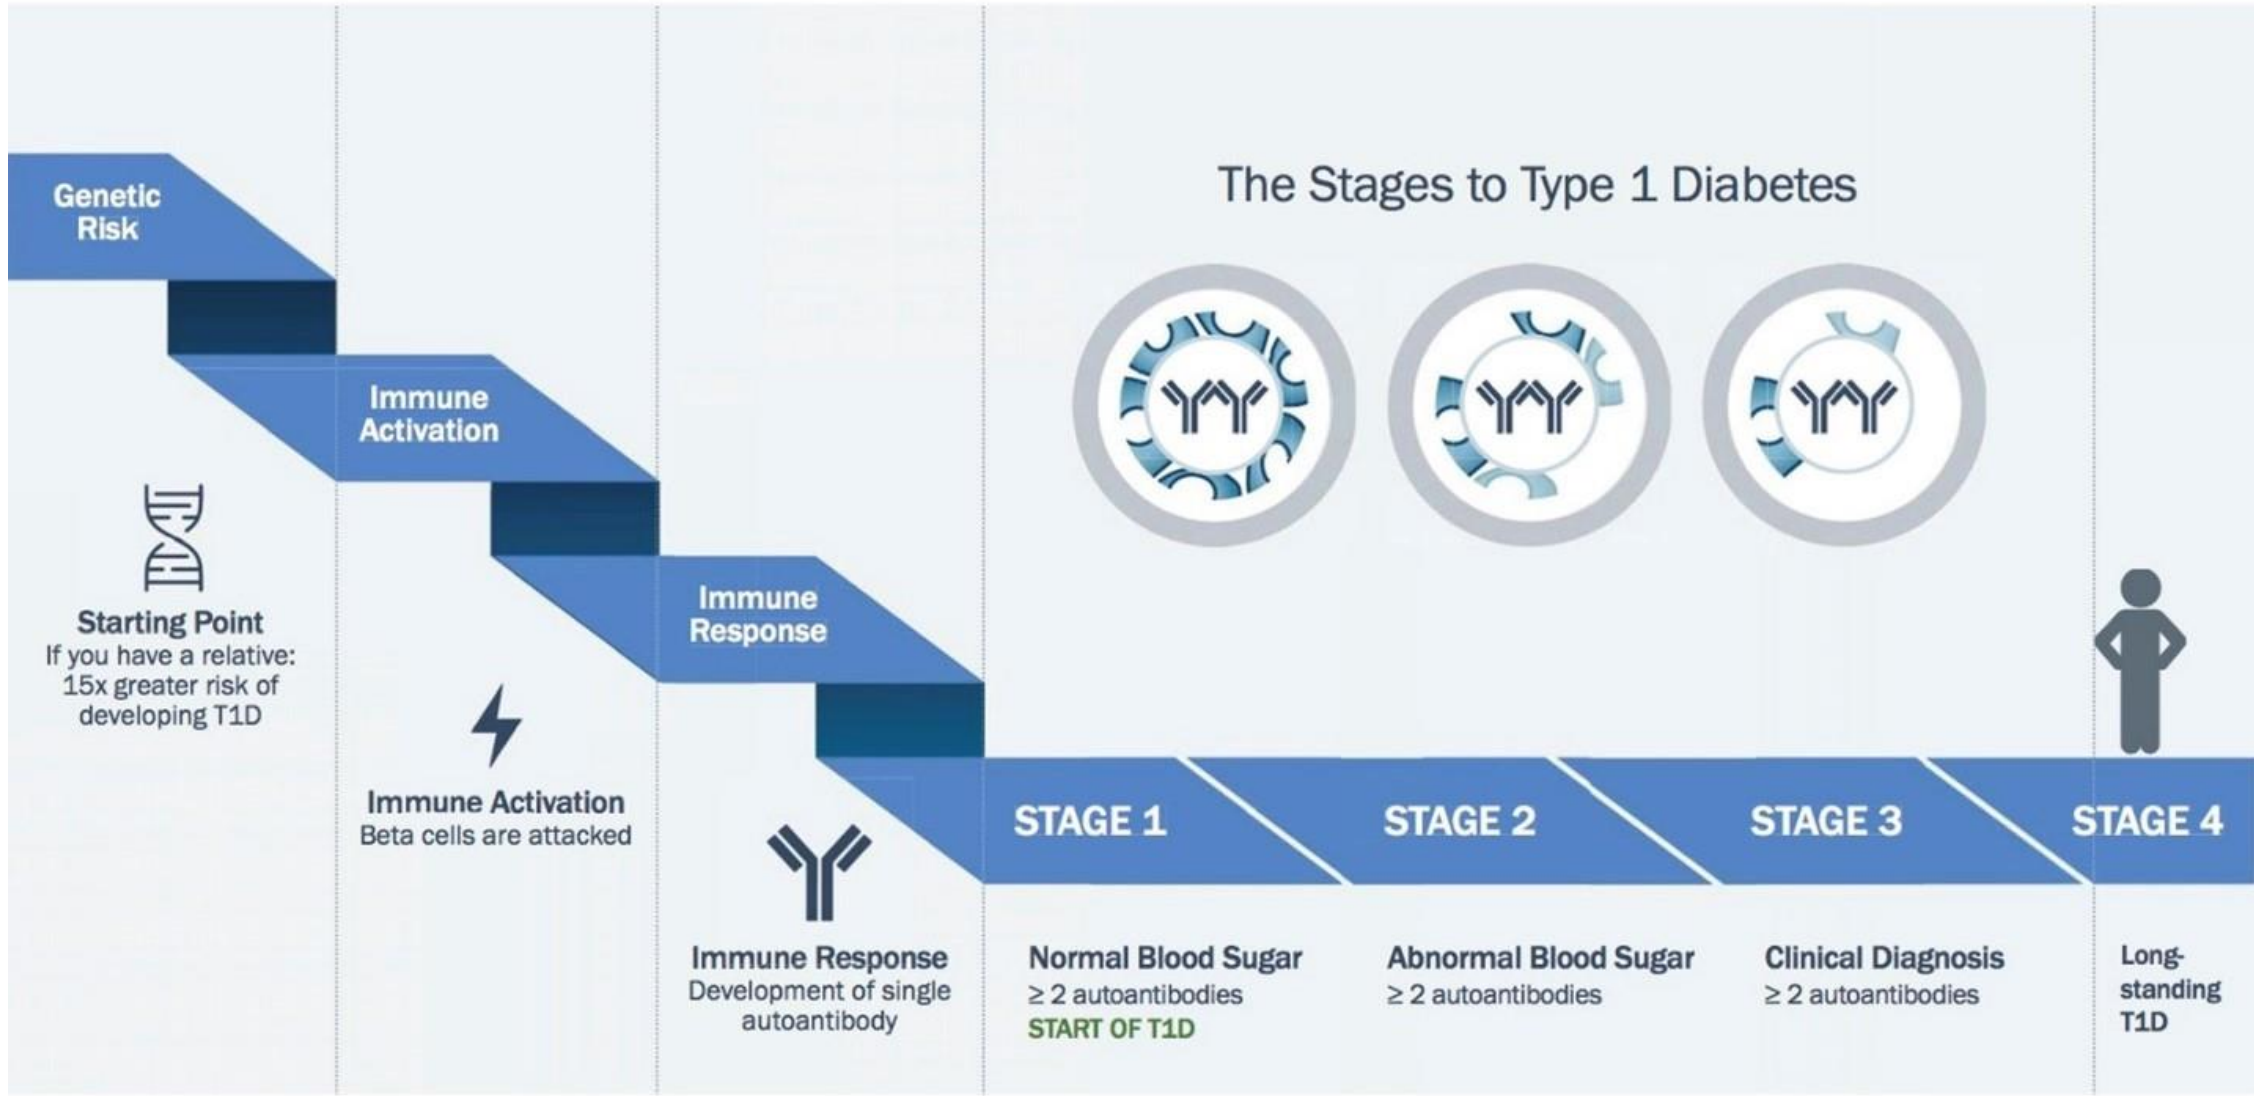 The Stages to Type 1 Diabetes
Genetic
Risk
Immune
Activation
Immune
Response
Starting Point
If you have a relative:
15x greater risk of
developing T1D
Immune Activation
Beta cells are attacked
Immune Response
Development of single
autoantibody
STAGE 1
STAGE 2
STAGE 3
STAGE 4
Normal Blood Sugar
≥ 2 autoantibodies
START OF T1D
Abnormal Blood Sugar
≥ 2 autoantibodies
Clinical Diagnosis
≥ 2 autoantibodies
Long-
standing
T1D